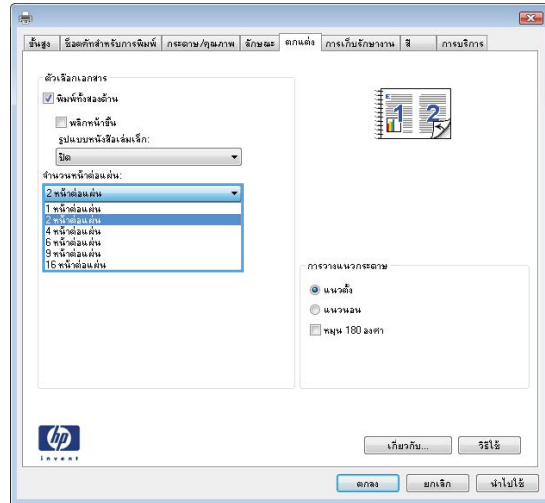 ขั้นสูง ช็อตคัทสำหรับการพิมพ์ กระดาษ/คุณภาพ ลักษณะ ตกแต่ง การเก็บรักษางาน สี การบริการ
ตัวเลือกเอกสาร
พิมพ์ทั้งสองด้าน
พลิกหน้าขึ้น
รูปแบบหนังสือเล่มเล็ก:
ปิด
จำนวนหน้าต่อแผ่น:
2 หน้าต่อแผ่น
1 หน้าต่อแผ่น
2 หน้าต่อแผ่น
4 หน้าต่อแผ่น
6 หน้าต่อแผ่น
9 หน้าต่อแผ่น
16 หน้าต่อแผ่น
1 2
การวางแนวกระดาษ
แนวตั้ง
แนวนอน
หมุน 180 องศา
hp
invent
เกี่ยวกับ... วิธีใช้
ตกลง ยกเลิก นำไปใช้